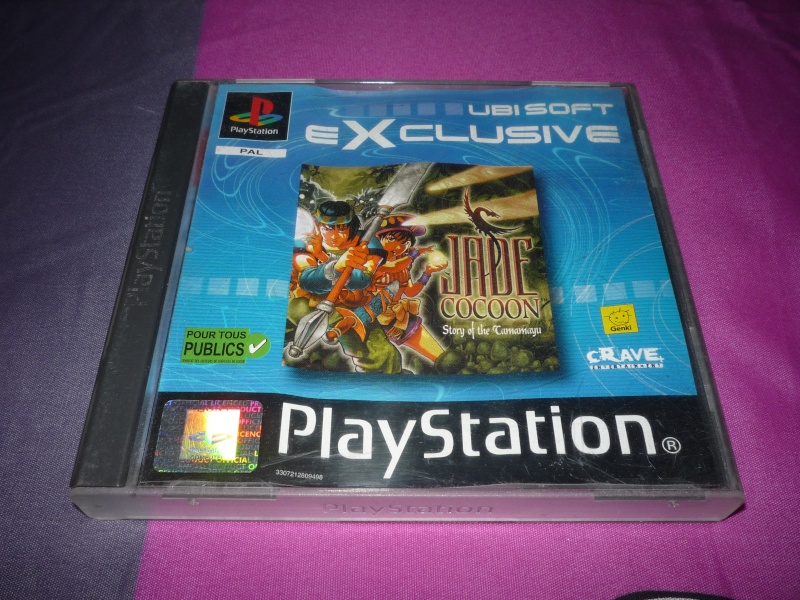 PlayStation
PAL
UBI SOFT
eXCLUSIVE
JADE
COCOON
Story of the Tamamayu
Genki
CRAVE
ENTERTAINMENT
POUR TOUS
PUBLICS
PlayStation®
3307212809498
PlayStation
PlayStation